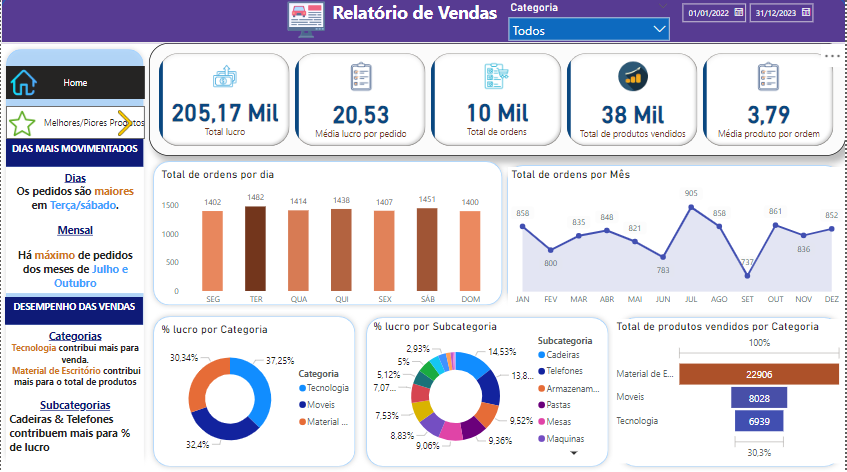 Relatório de Vendas
Categoria
Todos
01/01/2022
31/12/2023
Home
Melhores/Piores Produtos
DIAS MAIS MOVIMENTADOS
Dias
Os pedidos são maiores
em Terça/sábado.
Mensal
Há máximo de pedidos
dos meses de Julho e
Outubro
DESEMPENHO DAS VENDAS
Categorias
Tecnologia contribui mais para
venda.
Material de Escritório contribui
mais para o total de produtos
Subcategorias
Cadeiras & Telefones
contribuem mais para %
de lucro
205,17 Mil
Total lucro
20,53
Média lucro por pedido
10 Mil
Total de ordens
38 Mil
Total de produtos vendidos
3,79
Média produto por ordem
Total de ordens por dia
1500
1000
500
0
1402
1482
1414
1438
1407
1451
1400
SEG
TER
QUA
QUI
SEX
SÁB
DOM
Total de ordens por Mês
858
800
835
848
821
783
905
858
737
861
836
852
JAN
FEV
MAR
ABR
MAI
JUN
JUL
AGO
SET
OUT
NOV
DEZ
% lucro por Categoria
30,34%
37,25%
32,4%
Categoria
Tecnologia
Moveis
Material ...
% lucro por Subcategoria
2,93%
5%
5,12%
7,07...
7,53%
8,83%
9,06%
9,36%
9,52%
13,8...
14,53%
Subcategoria
Cadeiras
Telefones
Armazenam...
Pastas
Mesas
Maquinas
Total de produtos vendidos por Categoria
100%
Material de E...
22906
Moveis
8028
Tecnologia
6939
30,3%